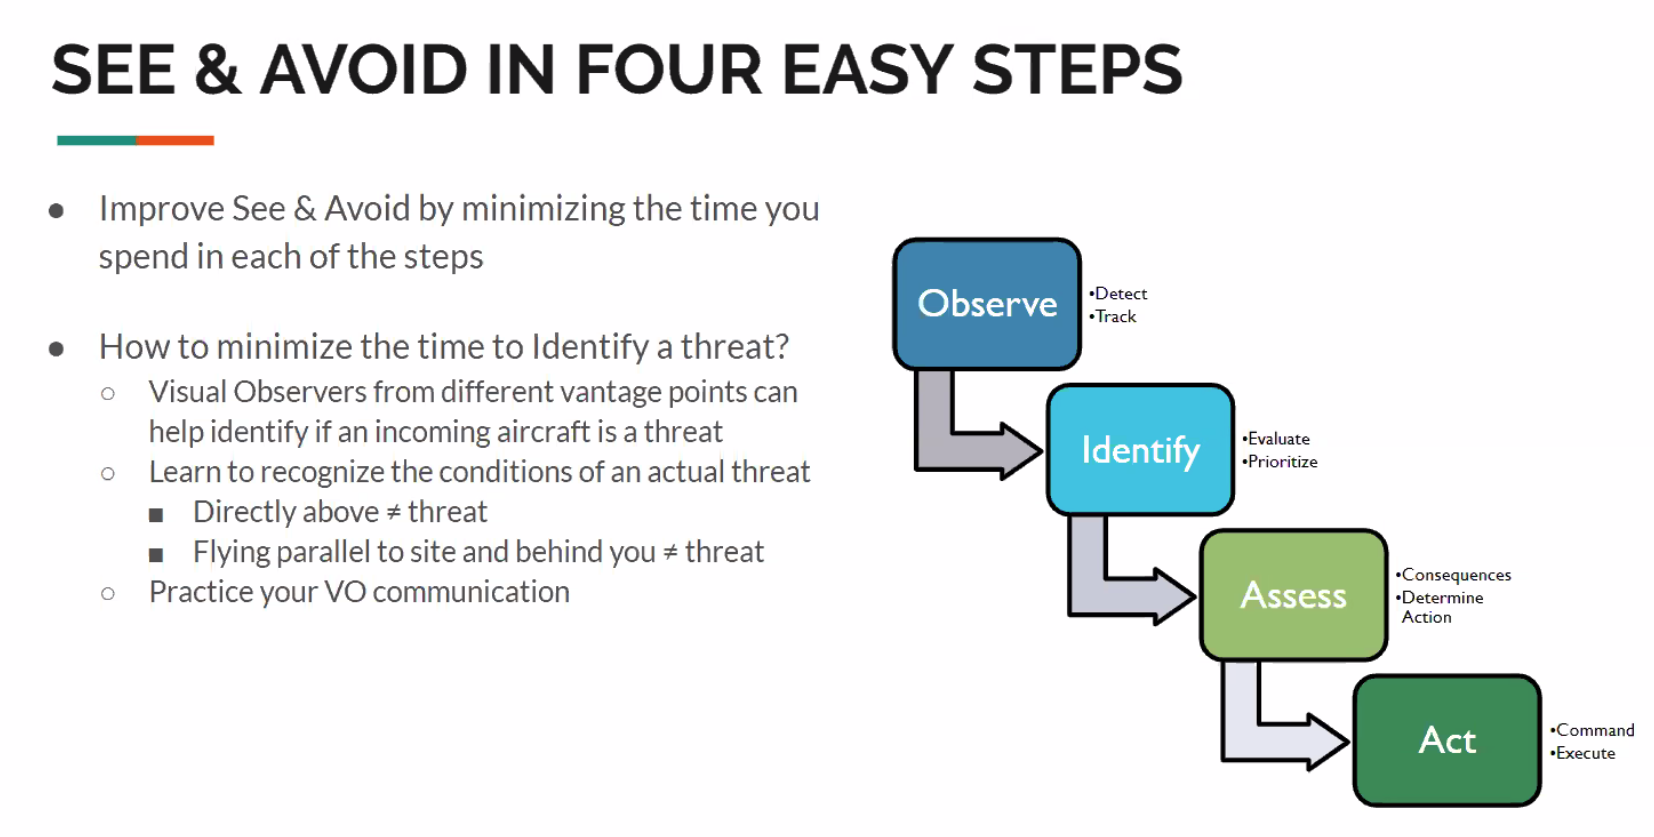 SEE & AVOID IN FOUR EASY STEPS
● Improve See & Avoid by minimizing the time you
spend in each of the steps
● How to minimize the time to Identify a threat?
○ Visual Observers from different vantage points can
help identify if an incoming aircraft is a threat
○ Learn to recognize the conditions of an actual threat
■ Directly above ≠ threat
■ Flying parallel to site and behind you ≠ threat
○ Practice your VO communication
Observe
•Detect
•Track
Identify
•Evaluate
•Prioritize
Assess
•Consequences
•Determine
Action
Act
•Command
•Execute